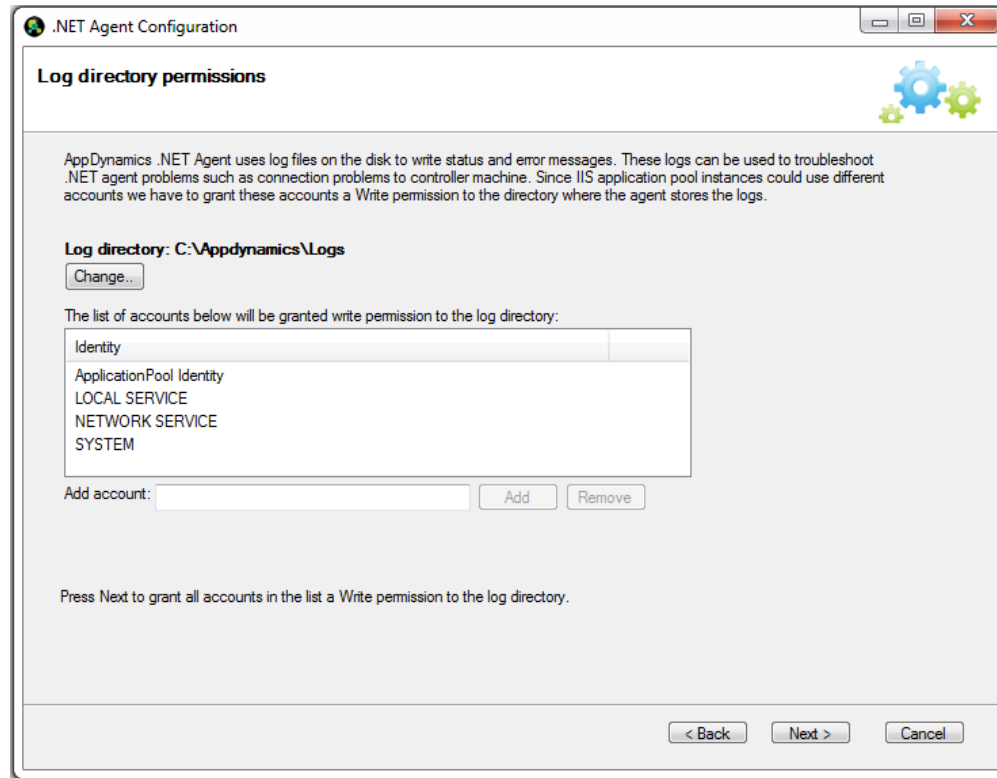 .NET Agent Configuration
Log directory permissions
AppDynamics .NET Agent uses log files on the disk to write status and error messages. These logs can be used to troubleshoot
.NET agent problems such as connection problems to controller machine. Since IIS application pool instances could use different
accounts we have to grant these accounts a Write permission to the directory where the agent stores the logs.
Log directory: C:\Appdynamics\Logs
Change..
The list of accounts below will be granted write permission to the log directory:
Identity
ApplicationPool Identity
LOCAL SERVICE
NETWORK SERVICE
SYSTEM
Add account: Add Remove
Press Next to grant all accounts in the list a Write permission to the log directory.
< Back Next > Cancel